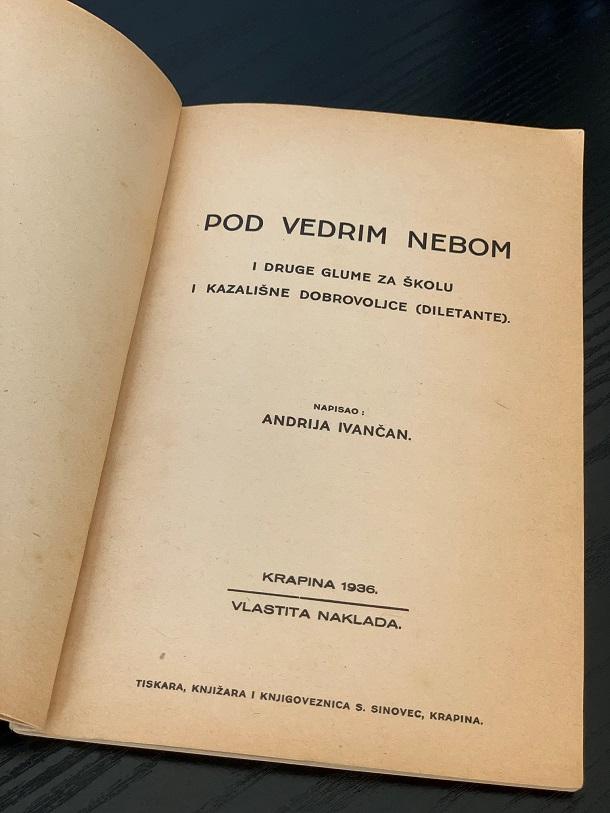 POD VEDRIM NEBOM
I DRUGE GLUME ZA ŠKOLU
I KAZALIŠNE DOBROVOLJCE (DILETANTE).
NAPISAO:
ANDRIJA IVANČAN.
KRAPINA 1936.
VLASTITA NAKLADA.
TISKARA, KNJIŽARA I KNJIGOVEZNICA S. SINOVEC, KRAPINA.